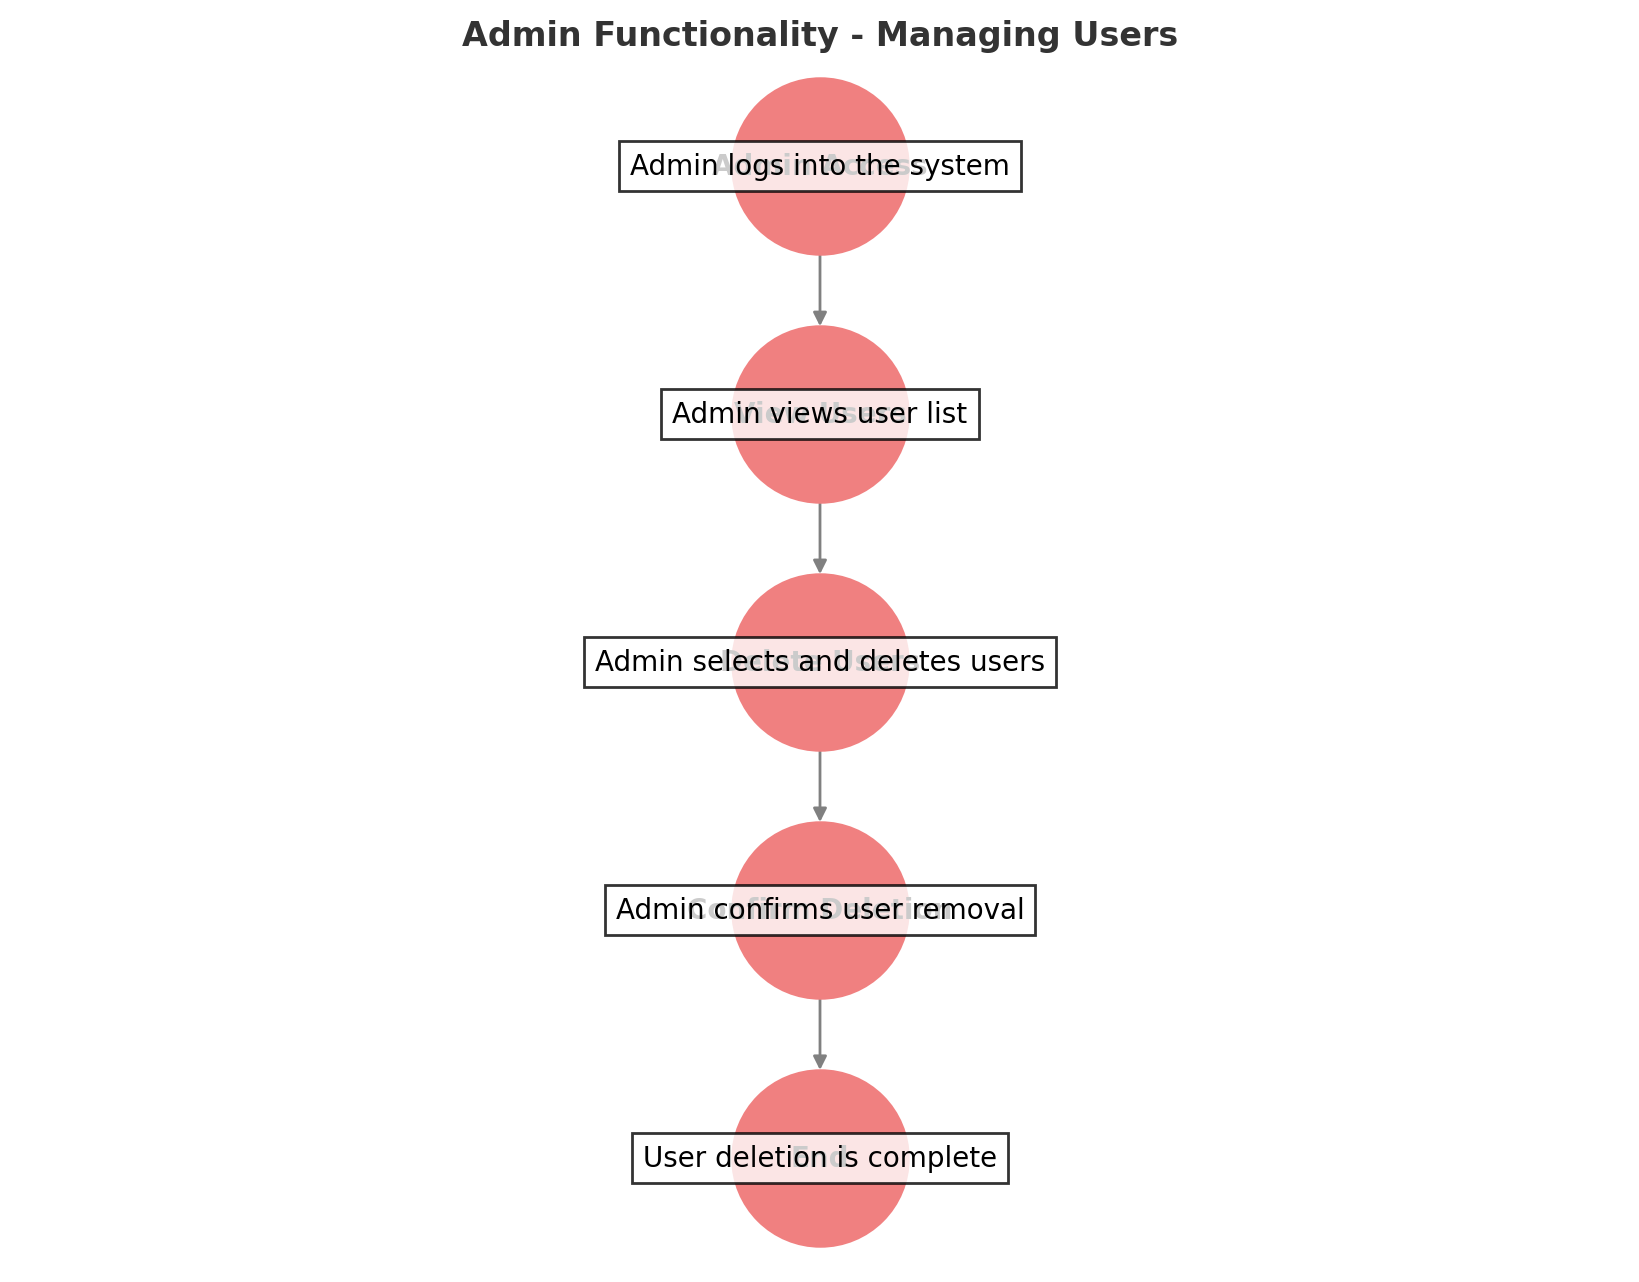 Admin Functionality - Managing Users
Admin logs into the system
Admin views user list
Admin selects and deletes users
Admin confirms user removal
User deletion is complete